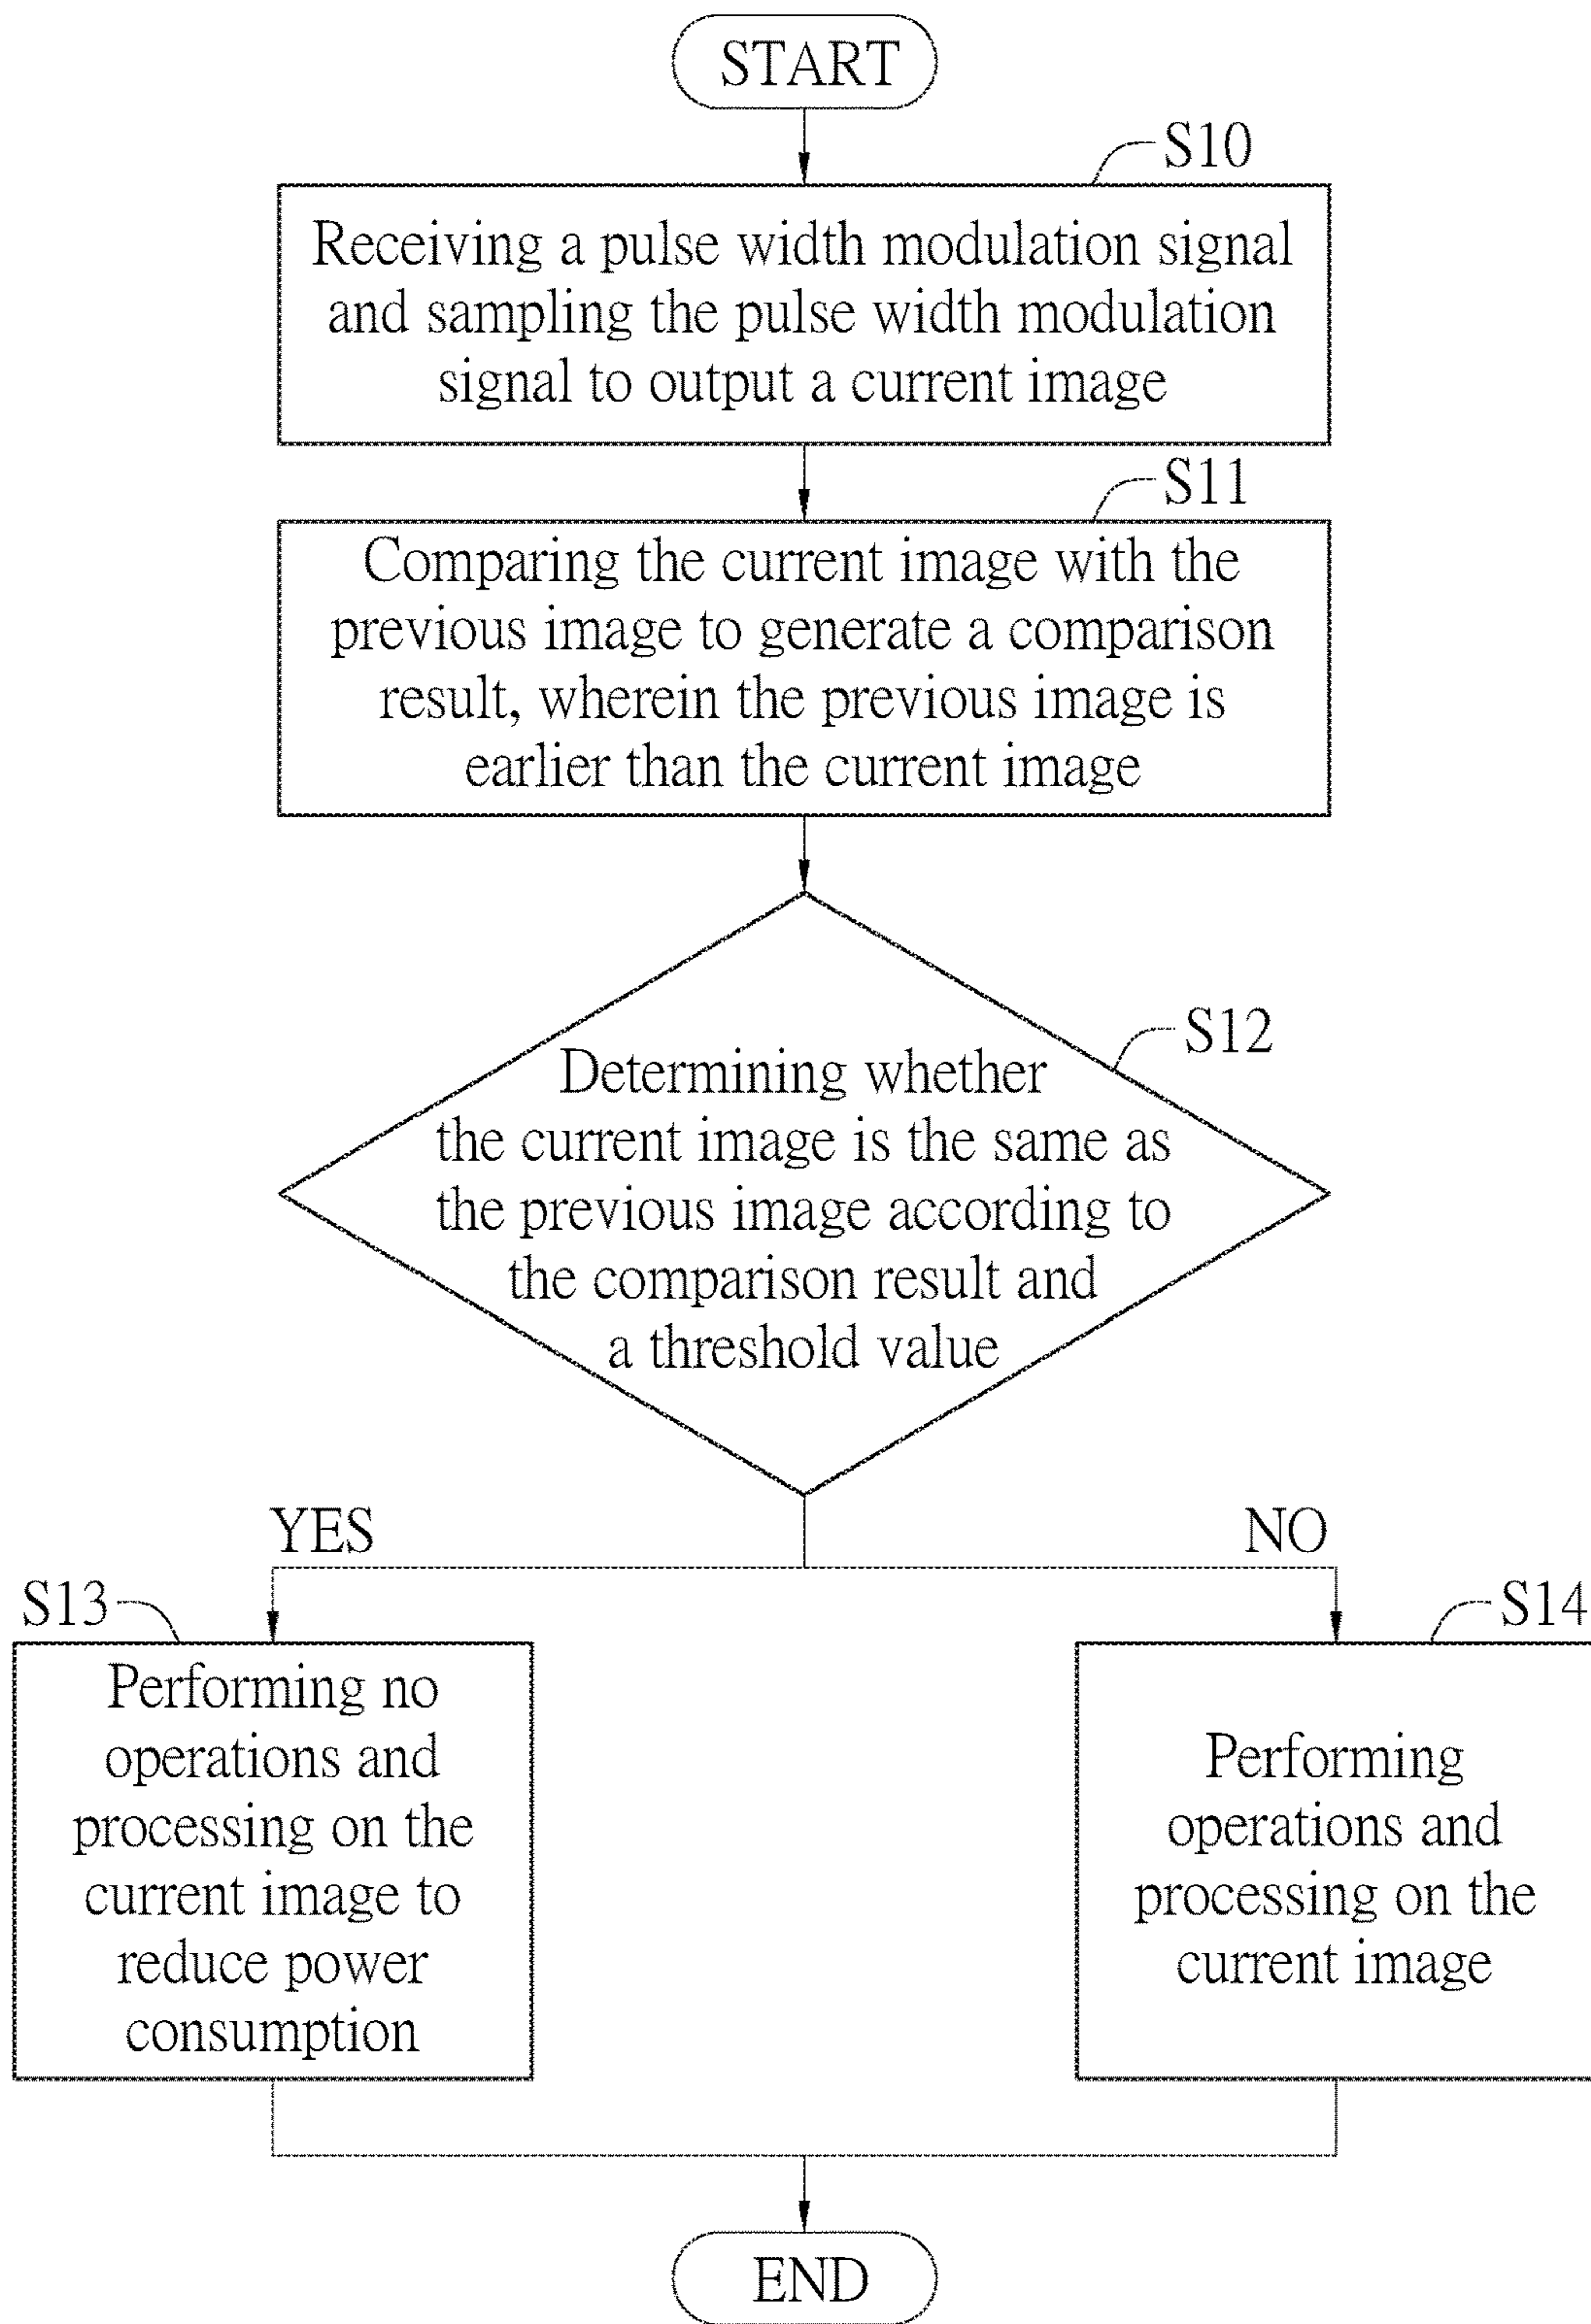 START
S10
Receiving a pulse width modulation signal
and sampling the pulse width modulation
signal to output a current image
S11
Comparing the current image with the
previous image to generate a comparison
result, wherein the previous image is
earlier than the current image
S12
Determining whether
the current image is the same as
the previous image according to
the comparison result and
a threshold value
YES
NO
S13
Performing no
operations and
processing on the
current image to
reduce power
consumption
S14
Performing
operations and
processing on the
current image
END